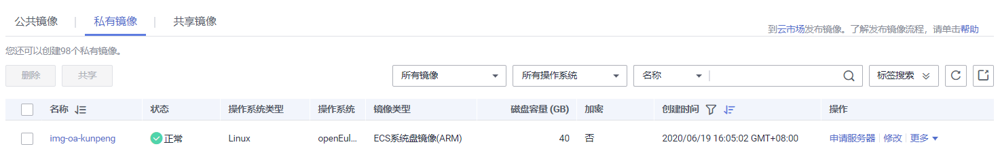 公共镜像 私有镜像 共享镜像
到云市场发布镜像。了解发布镜像流程，请单击帮助
您还可以创建98个私有镜像。
删除 共享 所有镜像 所有操作系统 名称 标签搜索
名称 状态 操作系统类型 操作系统 镜像类型 磁盘容量 (GB) 加密 创建时间 操作
img-oa-kunpeng 正常 Linux openEul... ECS系统盘镜像(ARM) 40 否 2020/06/19 16:05:02 GMT+08:00 申请服务器 修改 更多